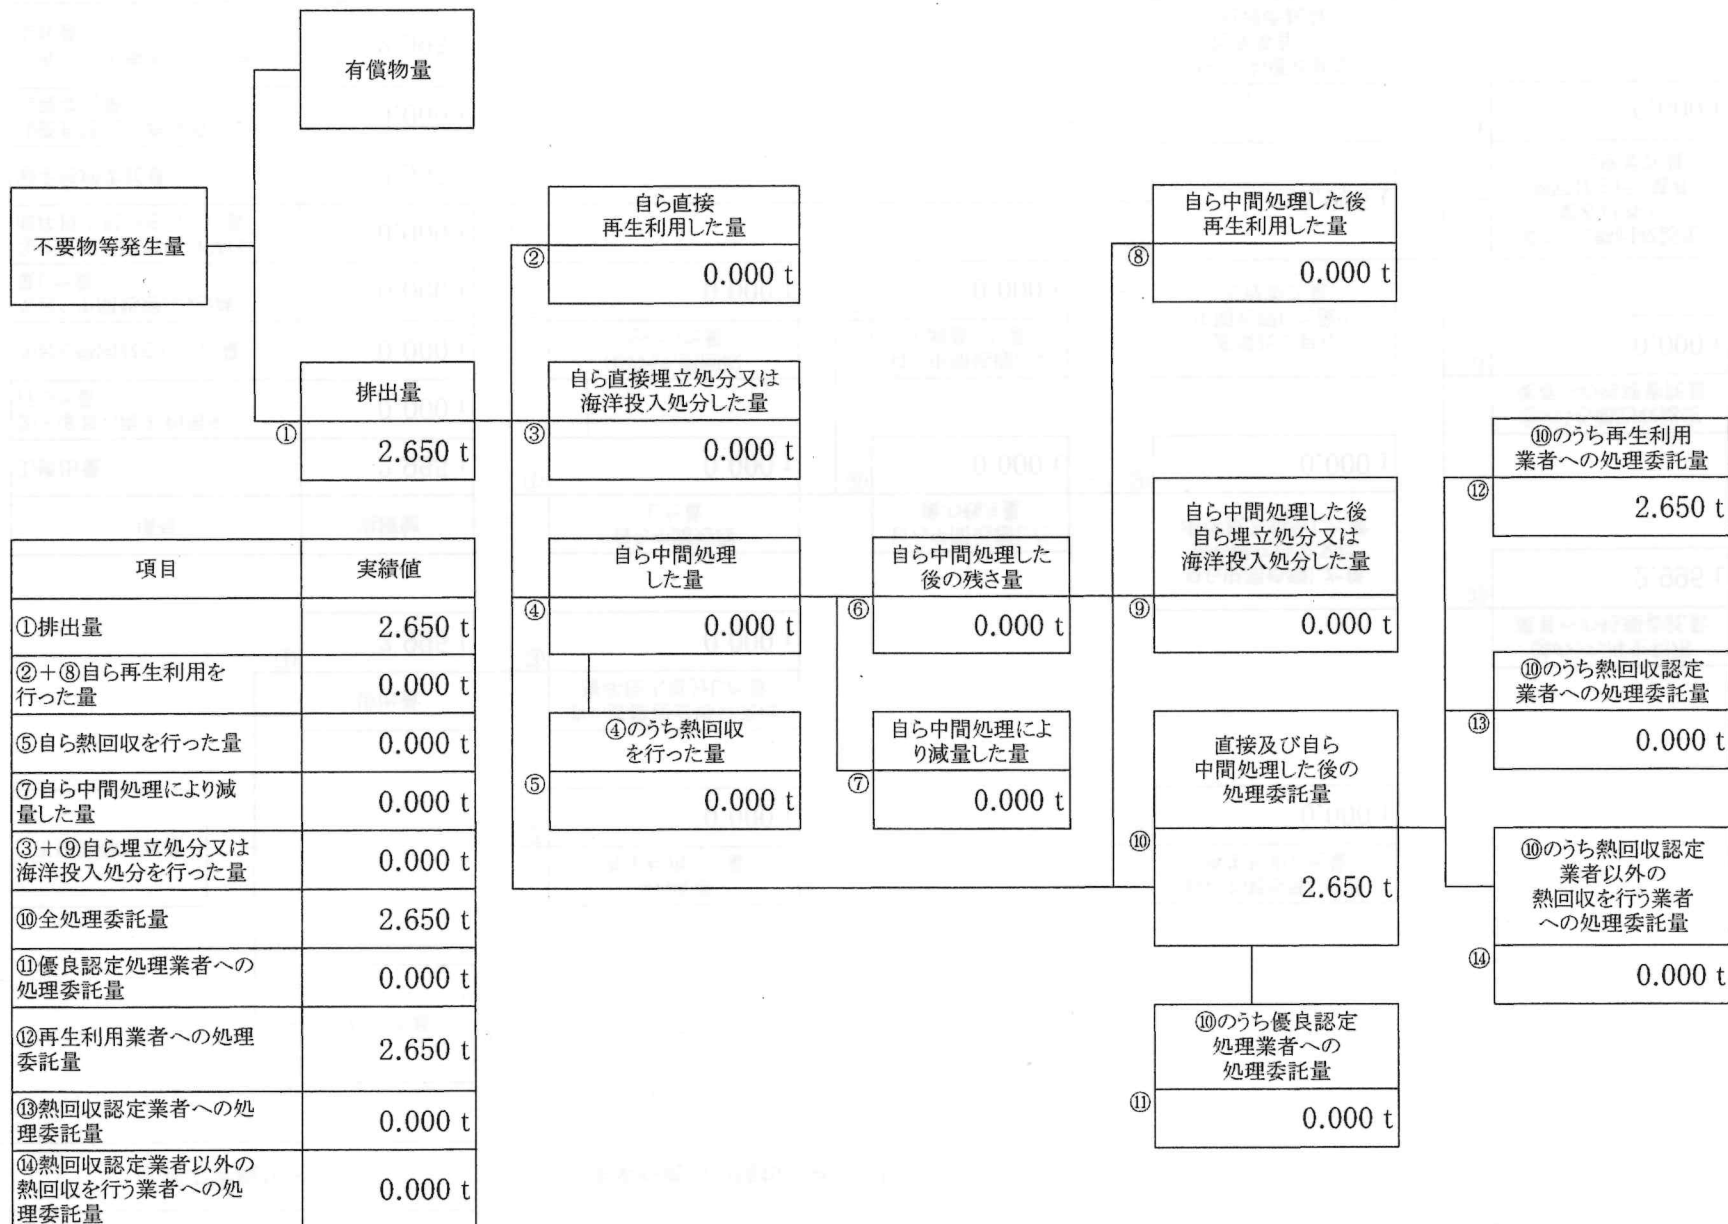 有償物量
不要物等発生量
排出量
①
2.650 t
自ら直接
再生利用した量
②
0.000 t
自ら直接埋立処分又は
海洋投入処分した量
③
0.000 t
自ら中間処理
した量
④
0.000 t
④のうち熱回収
を行った量
⑤
0.000 t
自ら中間処理した
後の残さ量
⑥
0.000 t
自ら中間処理によ
り減量した量
⑦
0.000 t
自ら中間処理した後
再生利用した量
⑧
0.000 t
自ら中間処理した後
自ら埋立処分又は
海洋投入処分した量
⑨
0.000 t
直接及び自ら
中間処理した後の
処理委託量
⑩
2.650 t
⑩のうち優良認定
処理業者への
処理委託量
⑪
0.000 t
⑩のうち再生利用
業者への処理委託量
⑫
2.650 t
⑩のうち熱回収認定
業者への処理委託量
⑬
0.000 t
⑩のうち熱回収認定
業者以外の
熱回収を行う業者
への処理委託量
⑭
0.000 t
項目 実績値
①排出量 2.650 t
②+⑧自ら再生利用を
行った量 0.000 t
⑤自ら熱回収を行った量 0.000 t
⑦自ら中間処理により減
量した量 0.000 t
③+⑨自ら埋立処分又は
海洋投入処分を行った量 0.000 t
⑩全処理委託量 2.650 t
⑪優良認定処理業者への
処理委託量 0.000 t
⑫再生利用業者への処理
委託量 2.650 t
⑬熱回収認定業者への処
理委託量 0.000 t
⑭熱回収認定業者以外の
熱回収を行う業者への処
理委託量 0.000 t